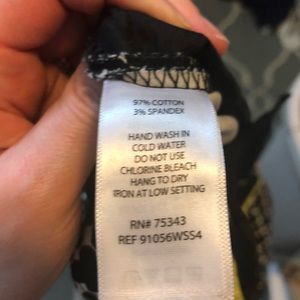 97% COTTON
3% SPANDEX
HAND WASH IN
COLD WATER
DO NOT USE
CHLORINE BLEACH
HANG TO DRY
IRON AT LOW SETTING
RN# 75343
REF 91056WSS4